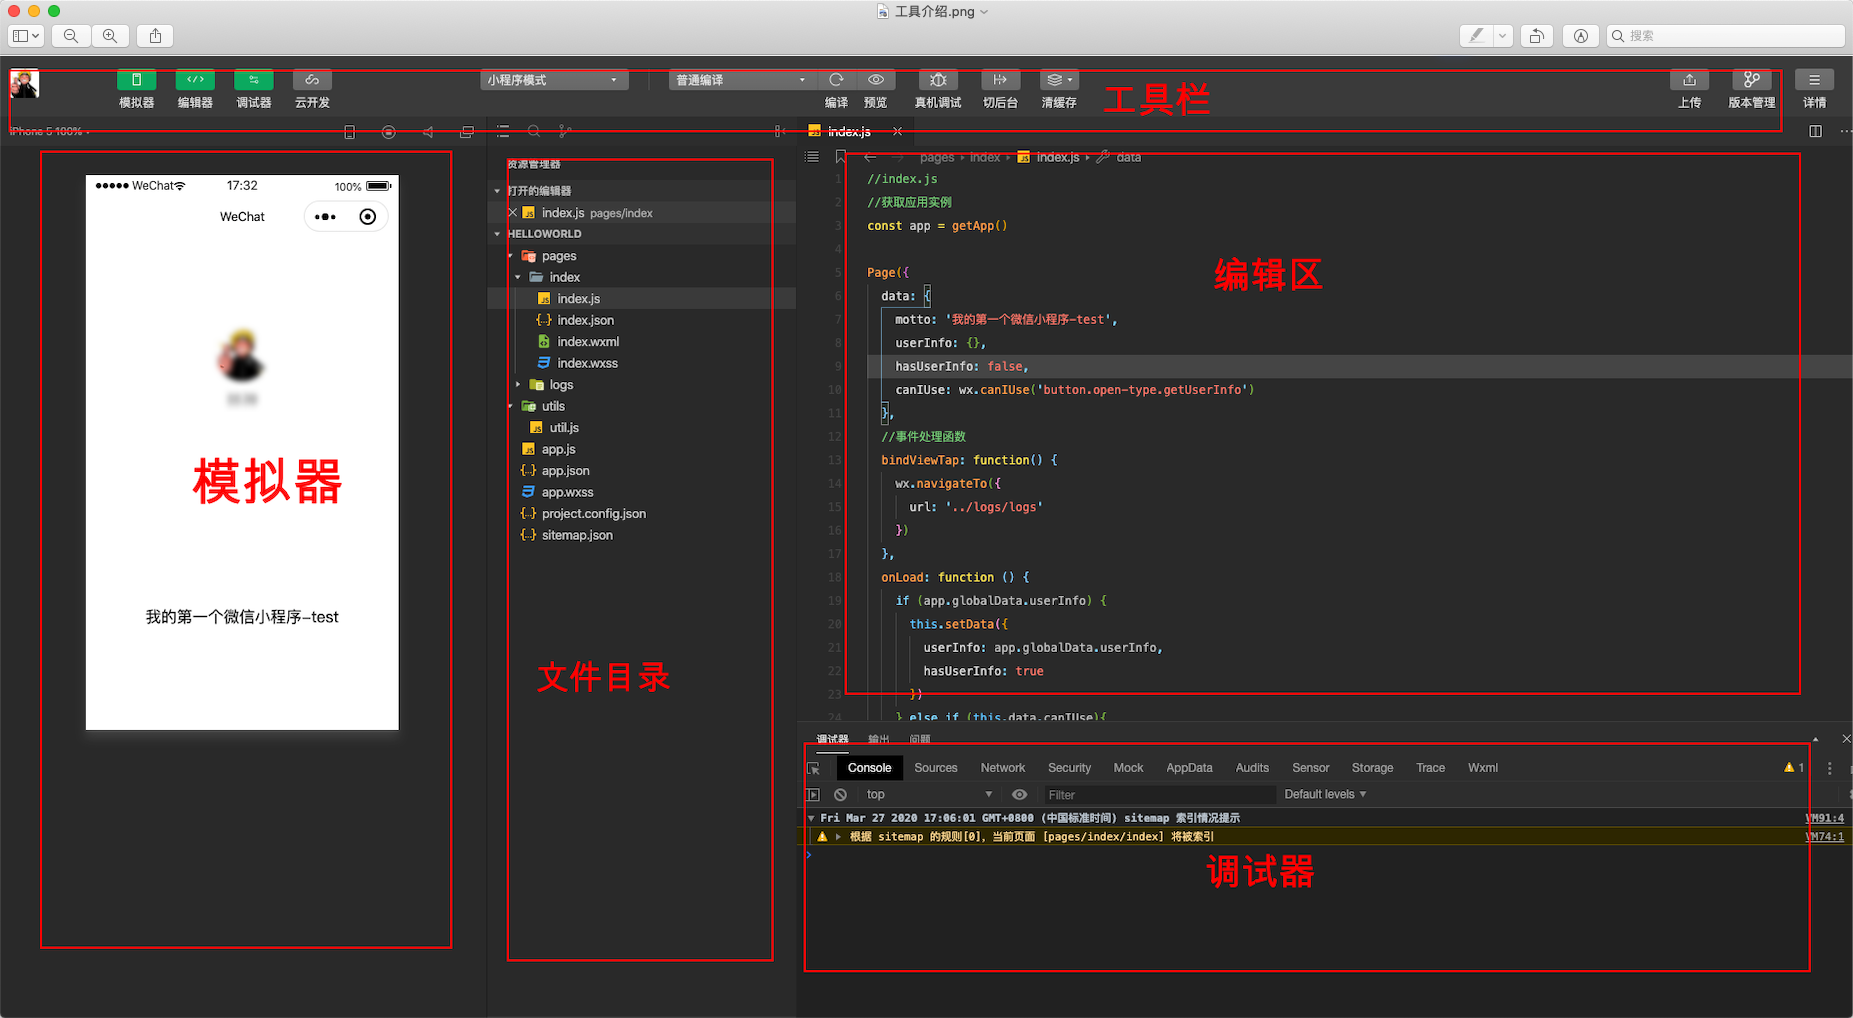 工具介绍.png
搜索
模拟器 编辑器 调试器 云开发
小程序模式
普通编译
编译 预览 真机调试 切后台 清缓存
工具栏
上传 版本管理 详情
iPhone 5 100%
WeChat 17:32 100%
WeChat
模拟器
我的第一个微信小程序-test
资源管理器
打开的编辑器
index.js pages/index
HELLOWORLD
pages
index
index.js
index.json
index.wxml
index.wxss
logs
utils
util.js
app.js
app.json
app.wxss
project.config.json
sitemap.json
文件目录
index.js
pages index index.js data
编辑区
1 //index.js
2 //获取应用实例
3 const app = getApp()
4
5 Page({
6 data: {
7 motto: '我的第一个微信小程序-test',
8 userInfo: {},
9 hasUserInfo: false,
10 canIUse: wx.canIUse('button.open-type.getUserInfo')
11 },
12 //事件处理函数
13 bindViewTap: function() {
14 wx.navigateTo({
15 url: '../logs/logs'
16 })
17 },
18 onLoad: function () {
19 if (app.globalData.userInfo) {
20 this.setData({
21 userInfo: app.globalData.userInfo,
22 hasUserInfo: true
23 })
24 } else if (this.data.canIUse){
调试器 输出 问题
Console Sources Network Security Mock AppData Audits Sensor Storage Trace Wxml 1
top Filter Default levels
Fri Mar 27 2020 17:06:01 GMT+0800 (中国标准时间) sitemap 索引情况提示 VM91:4
根据 sitemap 的规则[0]，当前页面 [pages/index/index] 将被索引 VM74:1
调试器